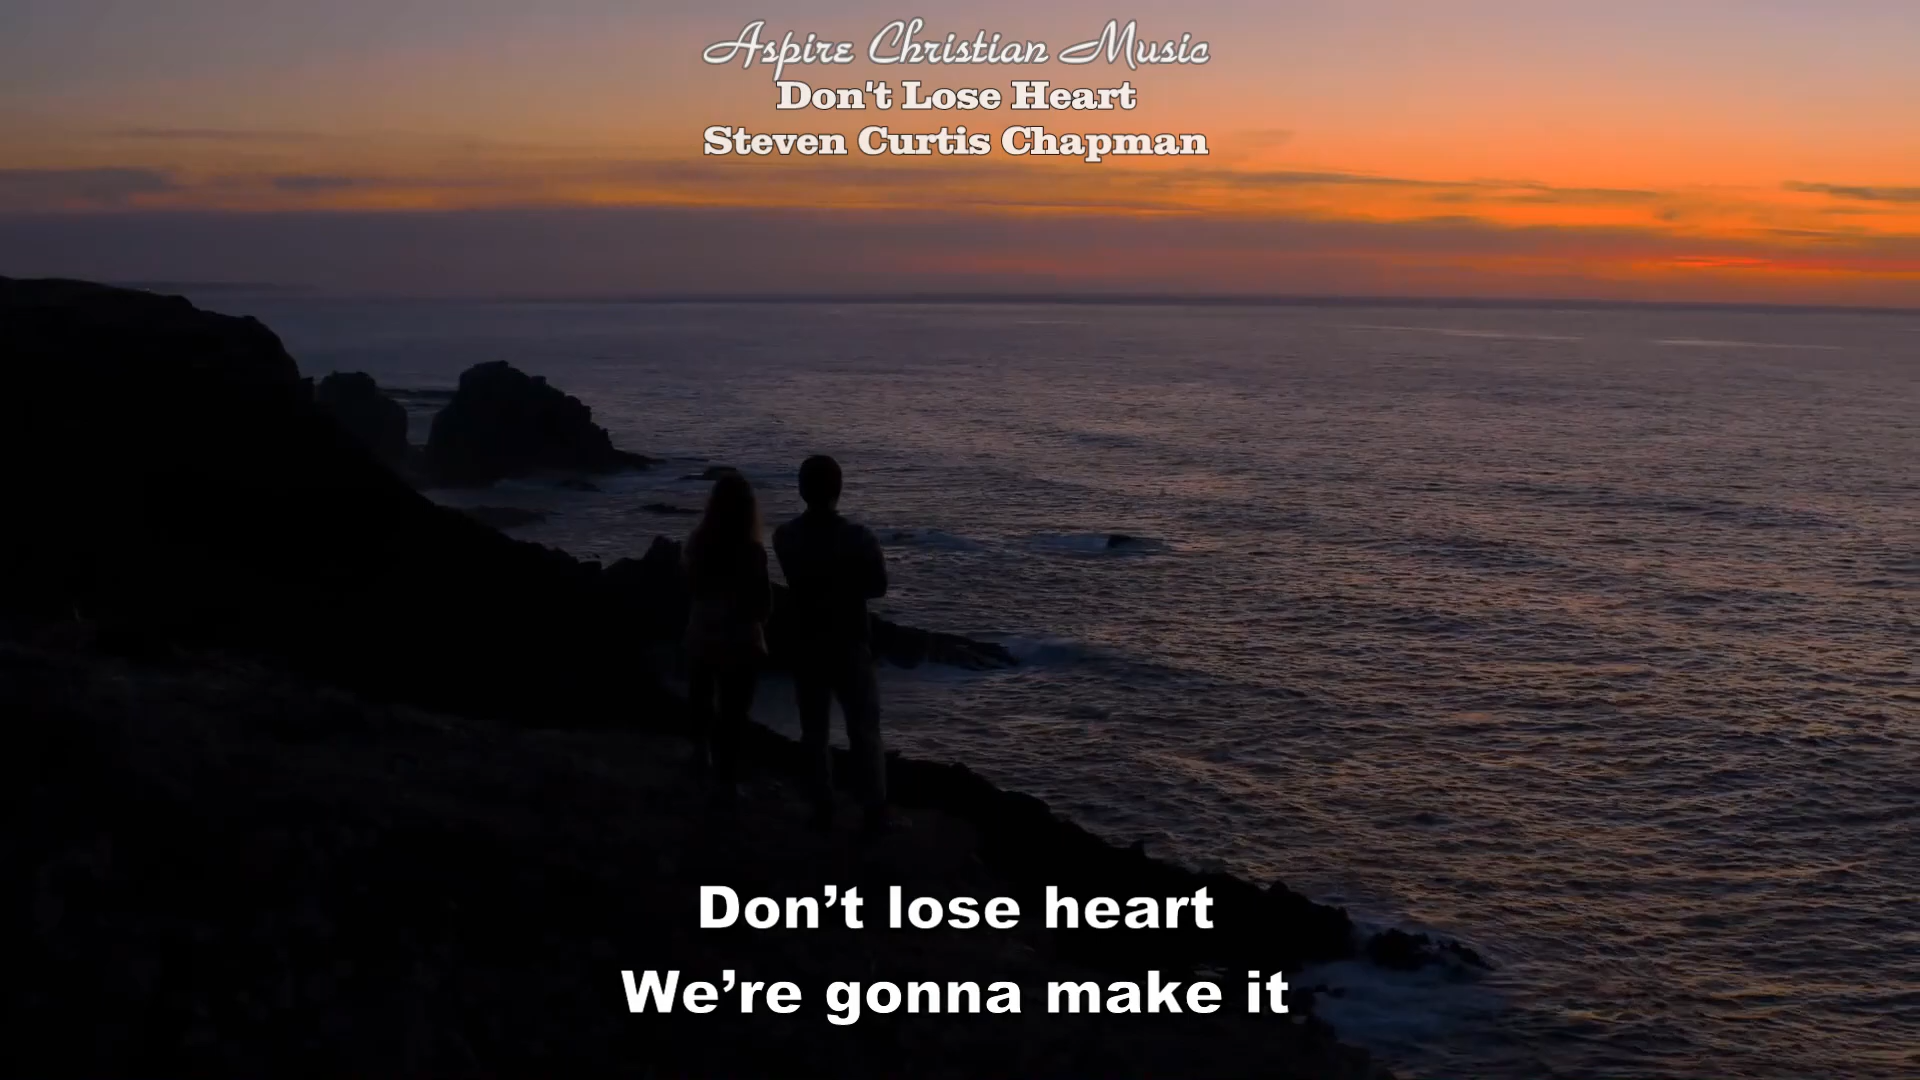 Aspire Christian Music
Don't Lose Heart
Steven Curtis Chapman
Don’t lose heart
We’re gonna make it